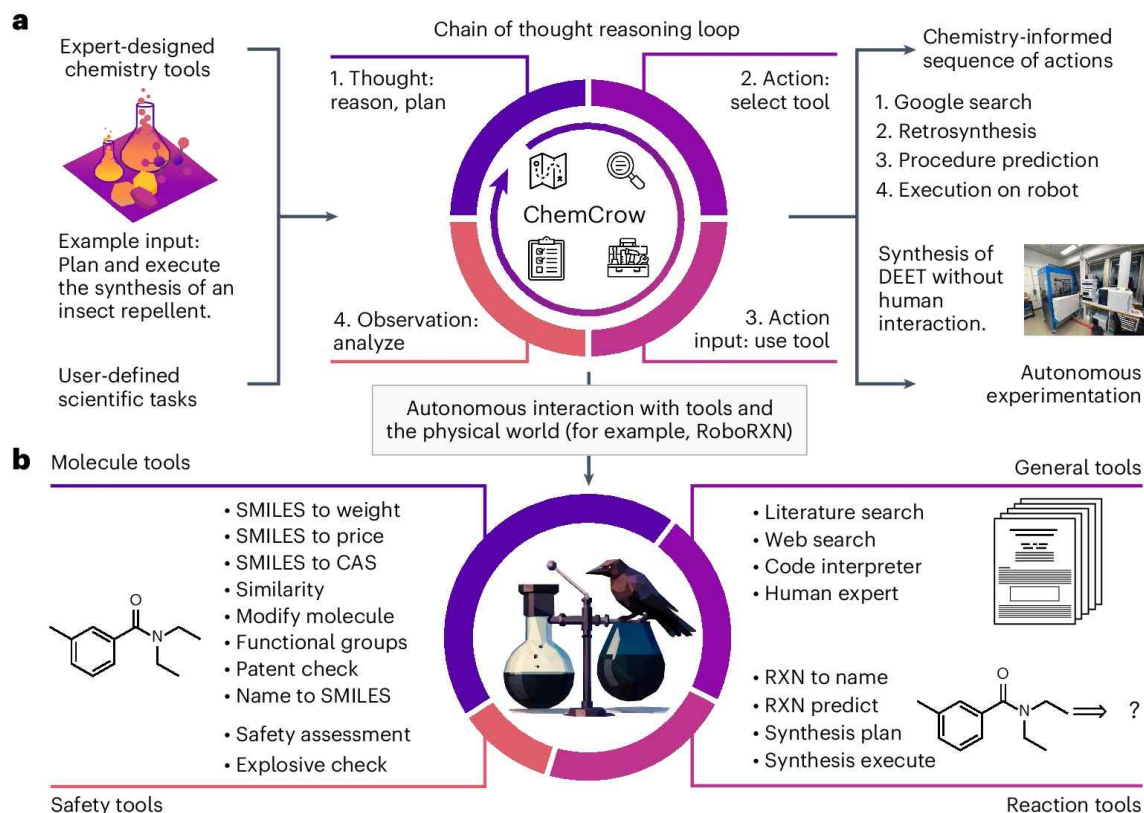 a
Expert-designed
chemistry tools
Example input:
Plan and execute
the synthesis of an
insect repellent.
User-defined
scientific tasks
Chain of thought reasoning loop
1. Thought:
reason, plan
2. Action:
select tool
ChemCrow
4. Observation:
analyze
3. Action
input: use tool
Chemistry-informed
sequence of actions
1. Google search
2. Retrosynthesis
3. Procedure prediction
4. Execution on robot
Synthesis of
DEET without
human
interaction.
Autonomous
experimentation
Autonomous interaction with tools and
the physical world (for example, RoboRXN)
b
Molecule tools
• SMILES to weight
• SMILES to price
• SMILES to CAS
• Similarity
• Modify molecule
• Functional groups
• Patent check
• Name to SMILES
O
N
• Safety assessment
• Explosive check
Safety tools
General tools
• Literature search
• Web search
• Code interpreter
• Human expert
• RXN to name
• RXN predict
• Synthesis plan
• Synthesis execute
O
N
?
Reaction tools